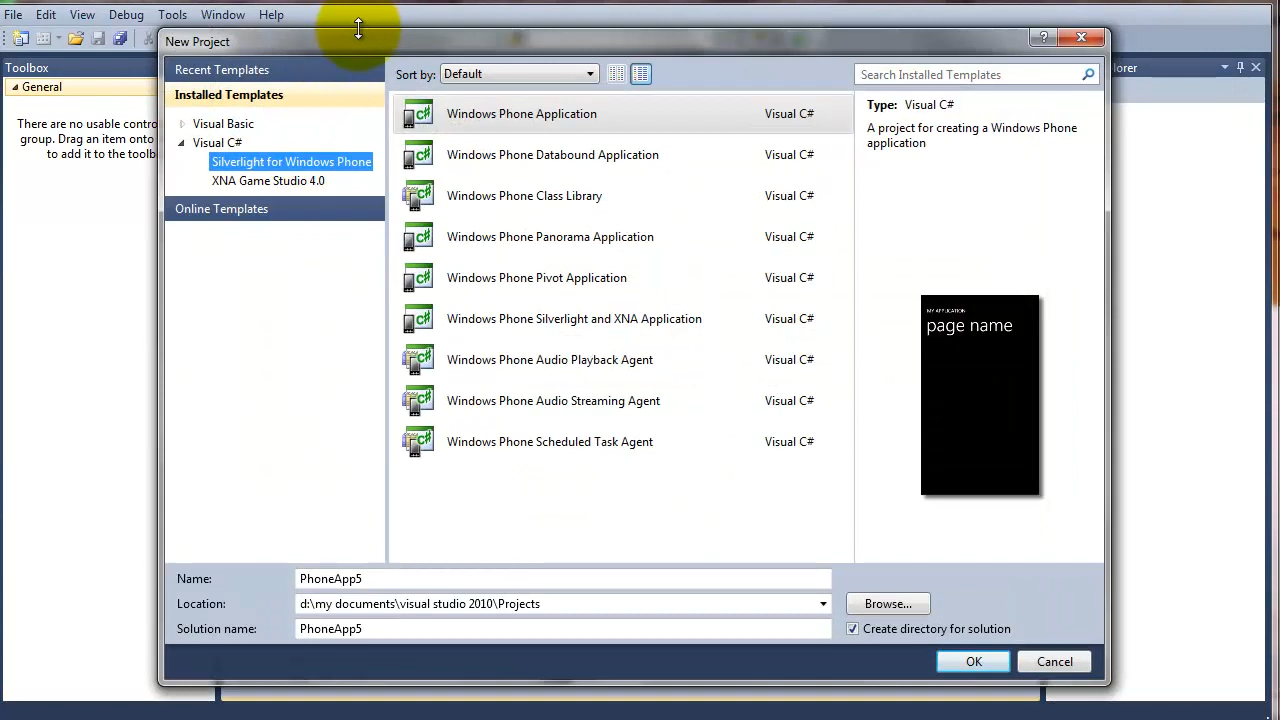 File Edit View Debug Tools Window Help
New Project
Toolbox
General
There are no usable contro
group. Drag an item onto
to add it to the toolb
Recent Templates
Installed Templates
Visual Basic
Visual C#
Silverlight for Windows Phone
XNA Game Studio 4.0
Online Templates
Sort by: Default
Windows Phone Application Visual C#
Windows Phone Databound Application Visual C#
Windows Phone Class Library Visual C#
Windows Phone Panorama Application Visual C#
Windows Phone Pivot Application Visual C#
Windows Phone Silverlight and XNA Application Visual C#
Windows Phone Audio Playback Agent Visual C#
Windows Phone Audio Streaming Agent Visual C#
Windows Phone Scheduled Task Agent Visual C#
Search Installed Templates
Type: Visual C#
A project for creating a Windows Phone
application
MY APPLICATION
page name
orer
Name: PhoneApp5
Location: d:\my documents\visual studio 2010\Projects
Browse...
Solution name: PhoneApp5
Create directory for solution
OK Cancel